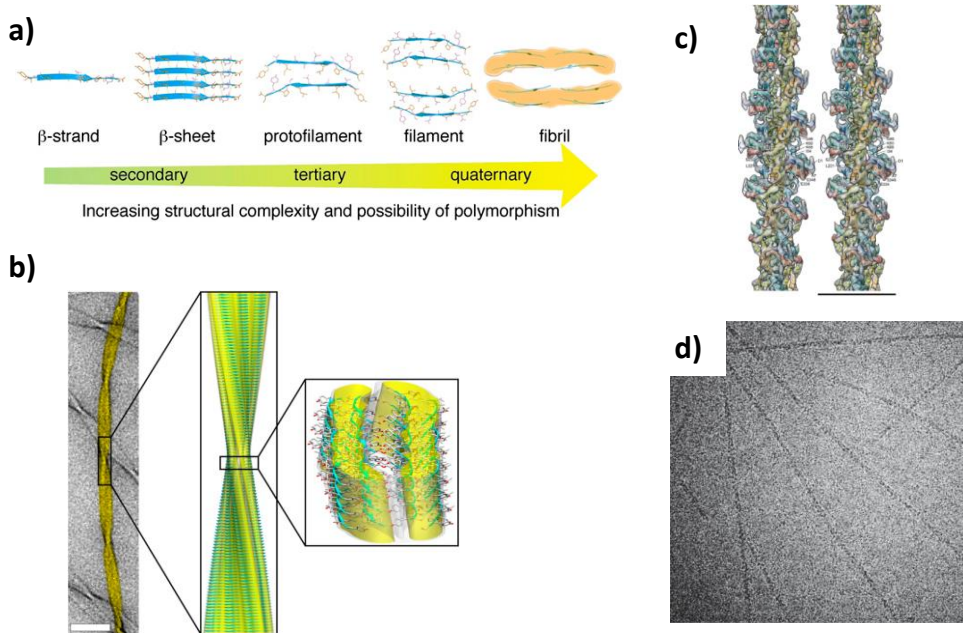 a)
β-strand β-sheet protofilament filament fibril
secondary tertiary quaternary
Increasing structural complexity and possibility of polymorphism
b)
c)
d)